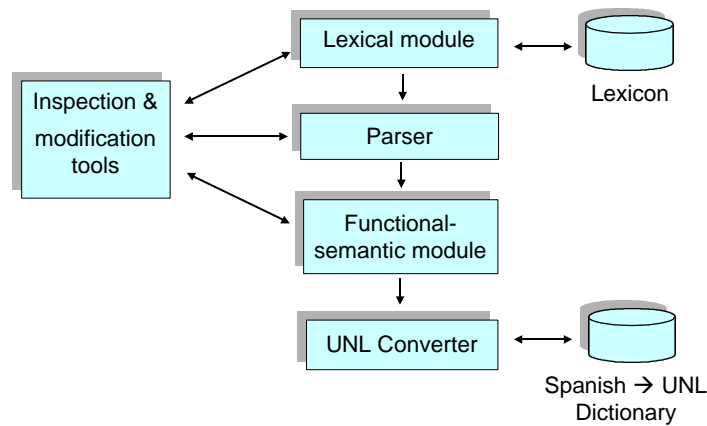 Lexical module
Lexicon
Inspection &
modification
tools
Parser
Functional-
semantic module
UNL Converter
Spanish → UNL
Dictionary